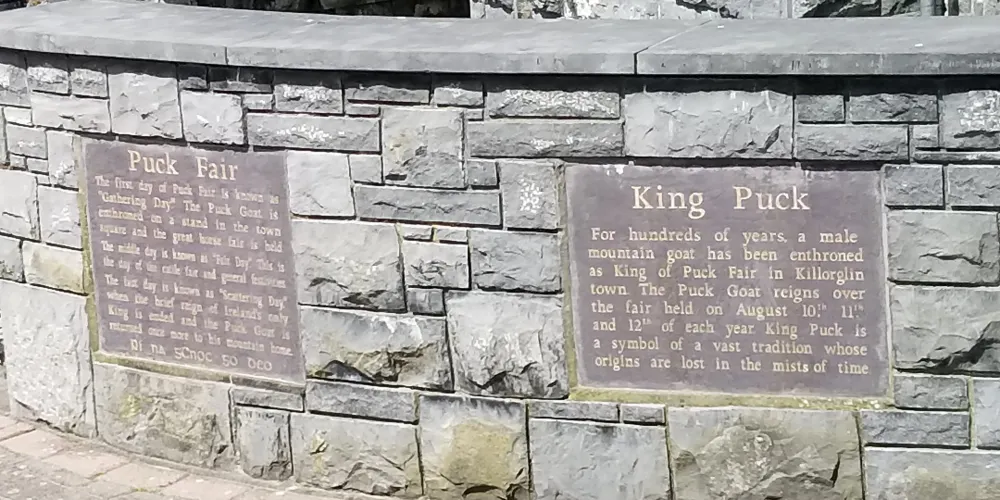 Puck Fair
The first day of Puck Fair is known as
"Gathering Day" The Puck Goat is
enthroned on a stand in the town
square and the great horse fair is held
The middle day is known as "Fair Day" This is
the day of the cattle fair and general festivities
The last day is known as "Scattering Day"
when the brief reign of Ireland's only
King is ended and the Puck Goat is
returned once more to his mountain home.
Rí na gcnoc go deo
King Puck
For hundreds of years, a male
mountain goat has been enthroned
as King of Puck Fair in Killorglin
town The Puck Goat reigns over
the fair held on August 10th 11th
and 12th of each year King Puck is
a symbol of a vast tradition whose
origins are lost in the mists of time